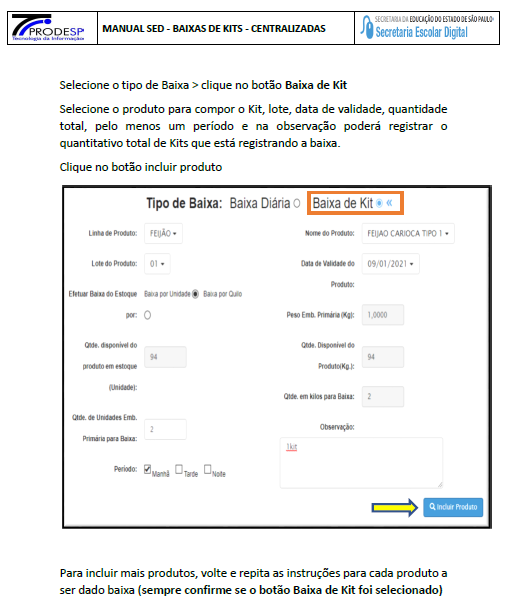 PRODESP
Tecnologia da Informação
MANUAL SED - BAIXAS DE KITS - CENTRALIZADAS
SECRETARIA DA EDUCAÇÃO DO ESTADO DE SÃO PAULO
Secretaria Escolar Digital
Selecione o tipo de Baixa > clique no botão Baixa de Kit
Selecione o produto para compor o Kit, lote, data de validade, quantidade
total, pelo menos um período e na observação poderá registrar o
quantitativo total de Kits que está registrando a baixa.
Clique no botão incluir produto
Tipo de Baixa: Baixa Diária Baixa de Kit «
Linha de Produto: FEIJÃO
Nome do Produto: FEIJAO CARIOCA TIPO 1
Lote do Produto: 01
Data de Validade do
Produto:
09/01/2021
Efetuar Baixa do Estoque
por:
Baixa por Unidade Baixa por Quilo
Peso Emb. Primária (Kg): 1,0000
Qtde. disponível do
produto em estoque
(Unidade):
94
Qtde. Disponível do
Produto(Kg.):
94
Qtde. em kilos para Baixa: 2
Qtde. de Unidades Emb.
Primária para Baixa:
2
Observação:
1kit
Período: Manhã Tarde Noite
Incluir Produto
Para incluir mais produtos, volte e repita as instruções para cada produto a
ser dado baixa (sempre confirme se o botão Baixa de Kit foi selecionado)